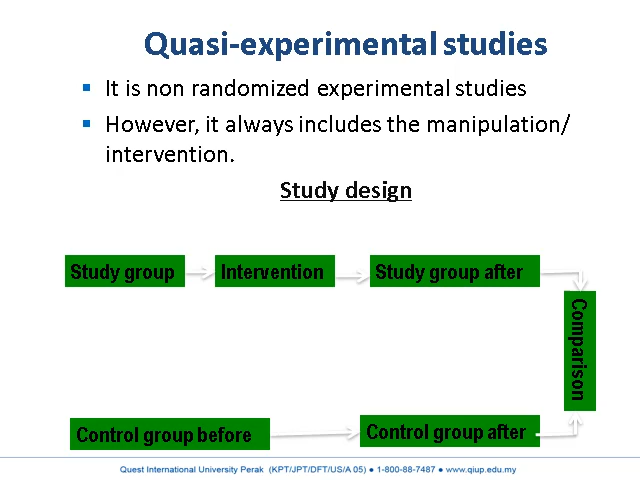 Quasi-experimental studies
▪ It is non randomized experimental studies
▪ However, it always includes the manipulation/
intervention.
Study design
Study group
Intervention
Study group after
Comparison
Control group before
Control group after
Quest International University Perak (KPT/JPT/DFT/US/A 05) ● 1-800-88-7487 ● www.qiup.edu.my